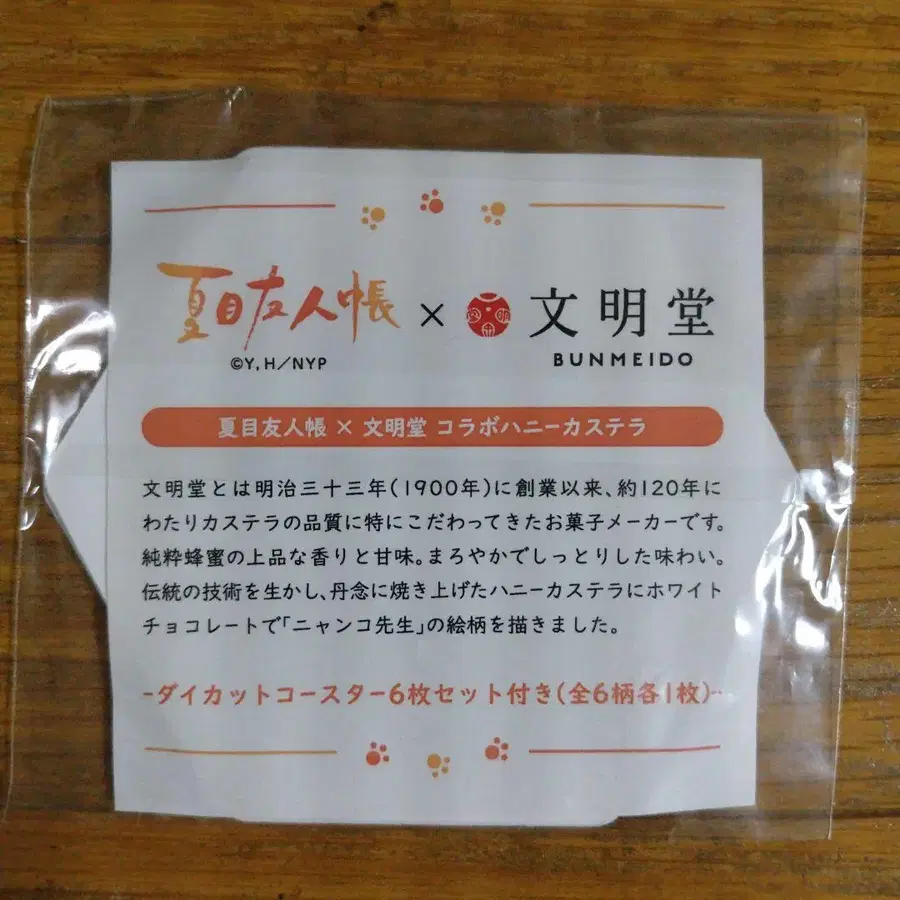 夏目友人帳 × 文明堂
©Y, H／NYP
BUNMEIDO
夏目友人帳 × 文明堂 コラボハニーカステラ
文明堂とは明治三十三年(1900年)に創業以来、約120年に
わたりカステラの品質に特にこだわってきたお菓子メーカーです。
純粋蜂蜜の上品な香りと甘味。まろやかでしっとりした味わい。
伝統の技術を生かし、丹念に焼き上げたハニーカステラにホワイト
チョコレートで「ニャンコ先生」の絵柄を描きました。
-ダイカットコースター6枚セット付き(全6柄各1枚)-